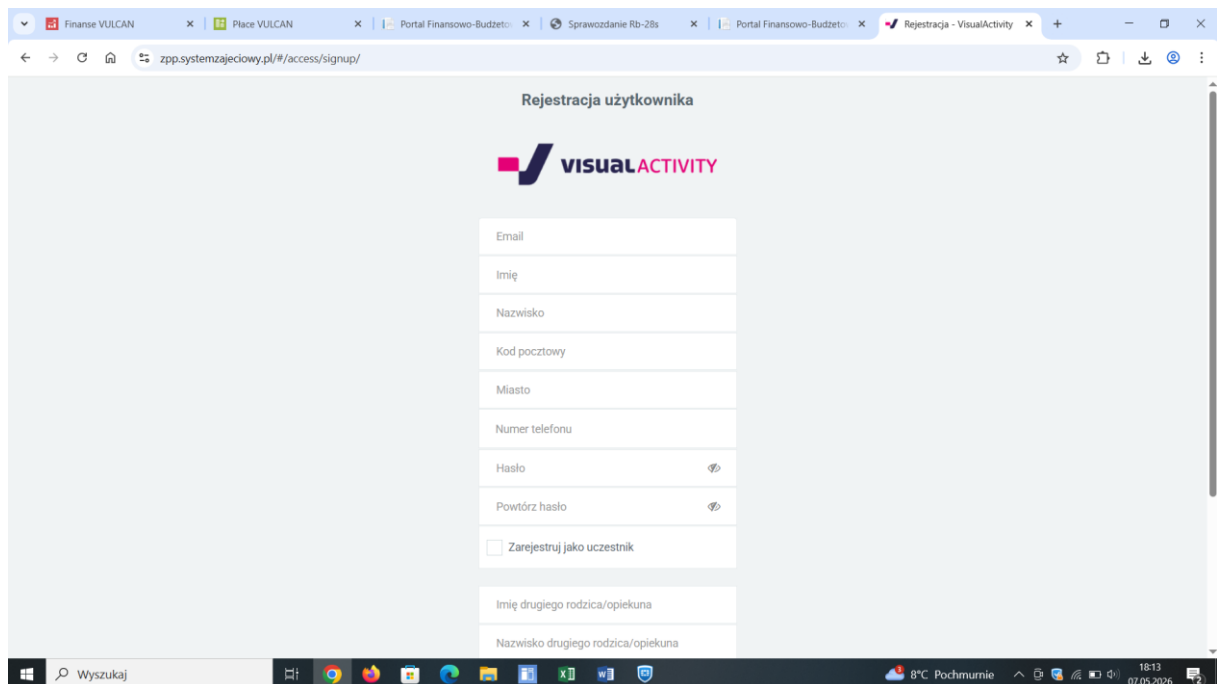 Finanse VULCAN
Płace VULCAN
Portal Finansowo-Budżeto
Sprawozdanie Rb-28s
Portal Finansowo-Budżeto
Rejestracja - VisualActivity
zpp.systemzajeciowy.pl/#/access/signup/
Rejestracja użytkownika
VISUALACTIVITY
Email
Imię
Nazwisko
Kod pocztowy
Miasto
Numer telefonu
Hasło
Powtórz hasło
Zarejestruj jako uczestnik
Imię drugiego rodzica/opiekuna
Nazwisko drugiego rodzica/opiekuna
Wyszukaj
8°C Pochmurnie
18:13
07.05.2026